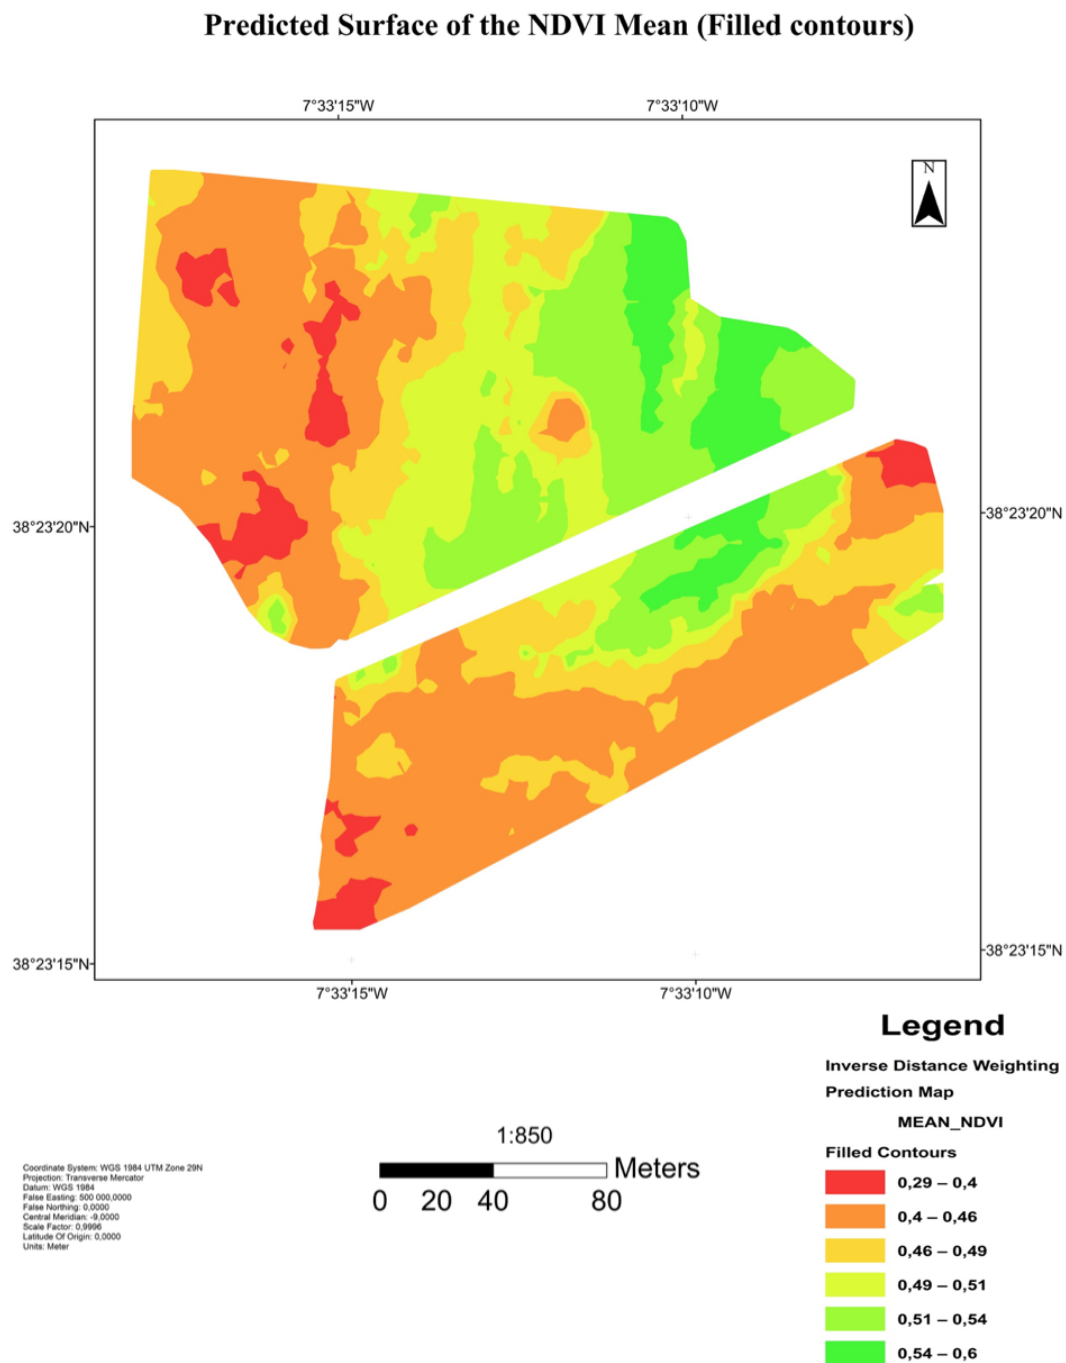 Predicted Surface of the NDVI Mean (Filled contours)
7°33'15"W 7°33'10"W
N
38°23'20"N 38°23'20"N
38°23'15"N 38°23'15"N
7°33'15"W 7°33'10"W
Legend
Inverse Distance Weighting
Prediction Map
MEAN_NDVI
Filled Contours
0,29 – 0,4
0,4 – 0,46
0,46 – 0,49
0,49 – 0,51
0,51 – 0,54
0,54 – 0,6
1:850
Meters
0 20 40 80
Coordinate System: WGS 1984 UTM Zone 29N
Projection: Transverse Mercator
Datum: WGS 1984
False Easting: 500 000,0000
False Northing: 0,0000
Central Meridian: -9,0000
Scale Factor: 0,9996
Latitude Of Origin: 0,0000
Units: Meter